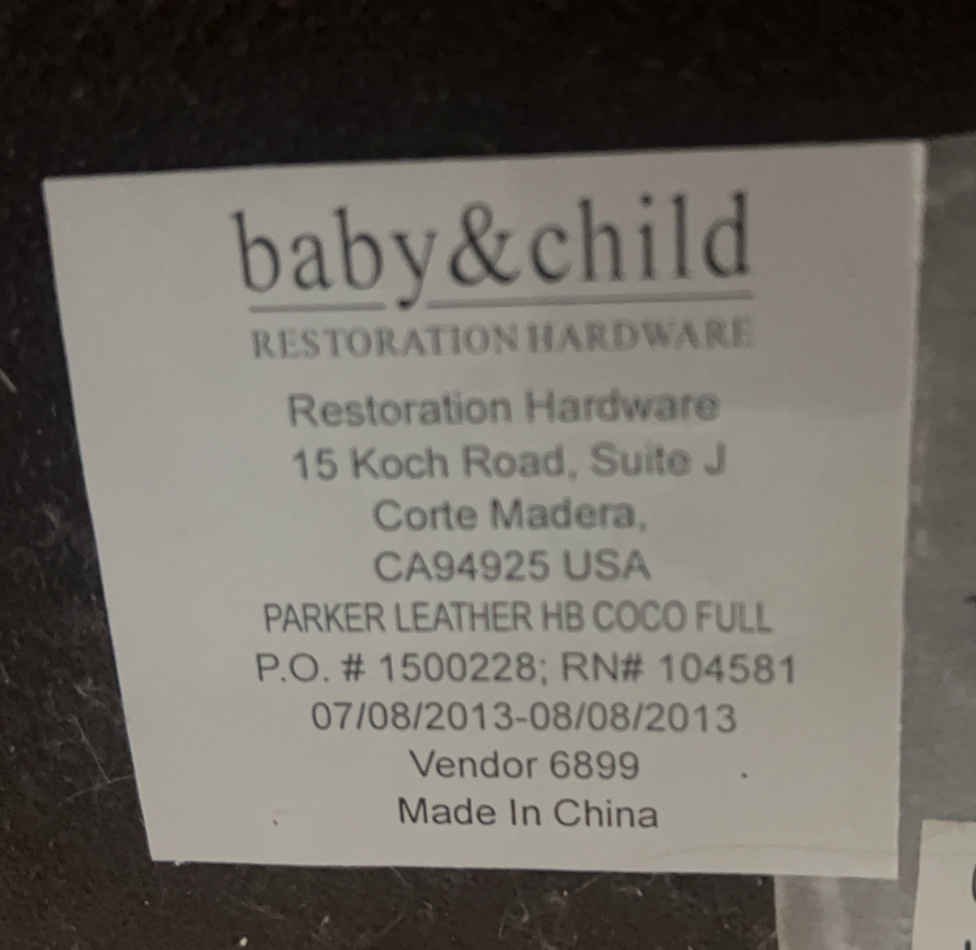 baby&child
RESTORATION HARDWARE
Restoration Hardware
15 Koch Road, Suite J
Corte Madera,
CA94925 USA
PARKER LEATHER HB COCO FULL
P.O. # 1500228; RN# 104581
07/08/2013-08/08/2013
Vendor 6899
Made In China